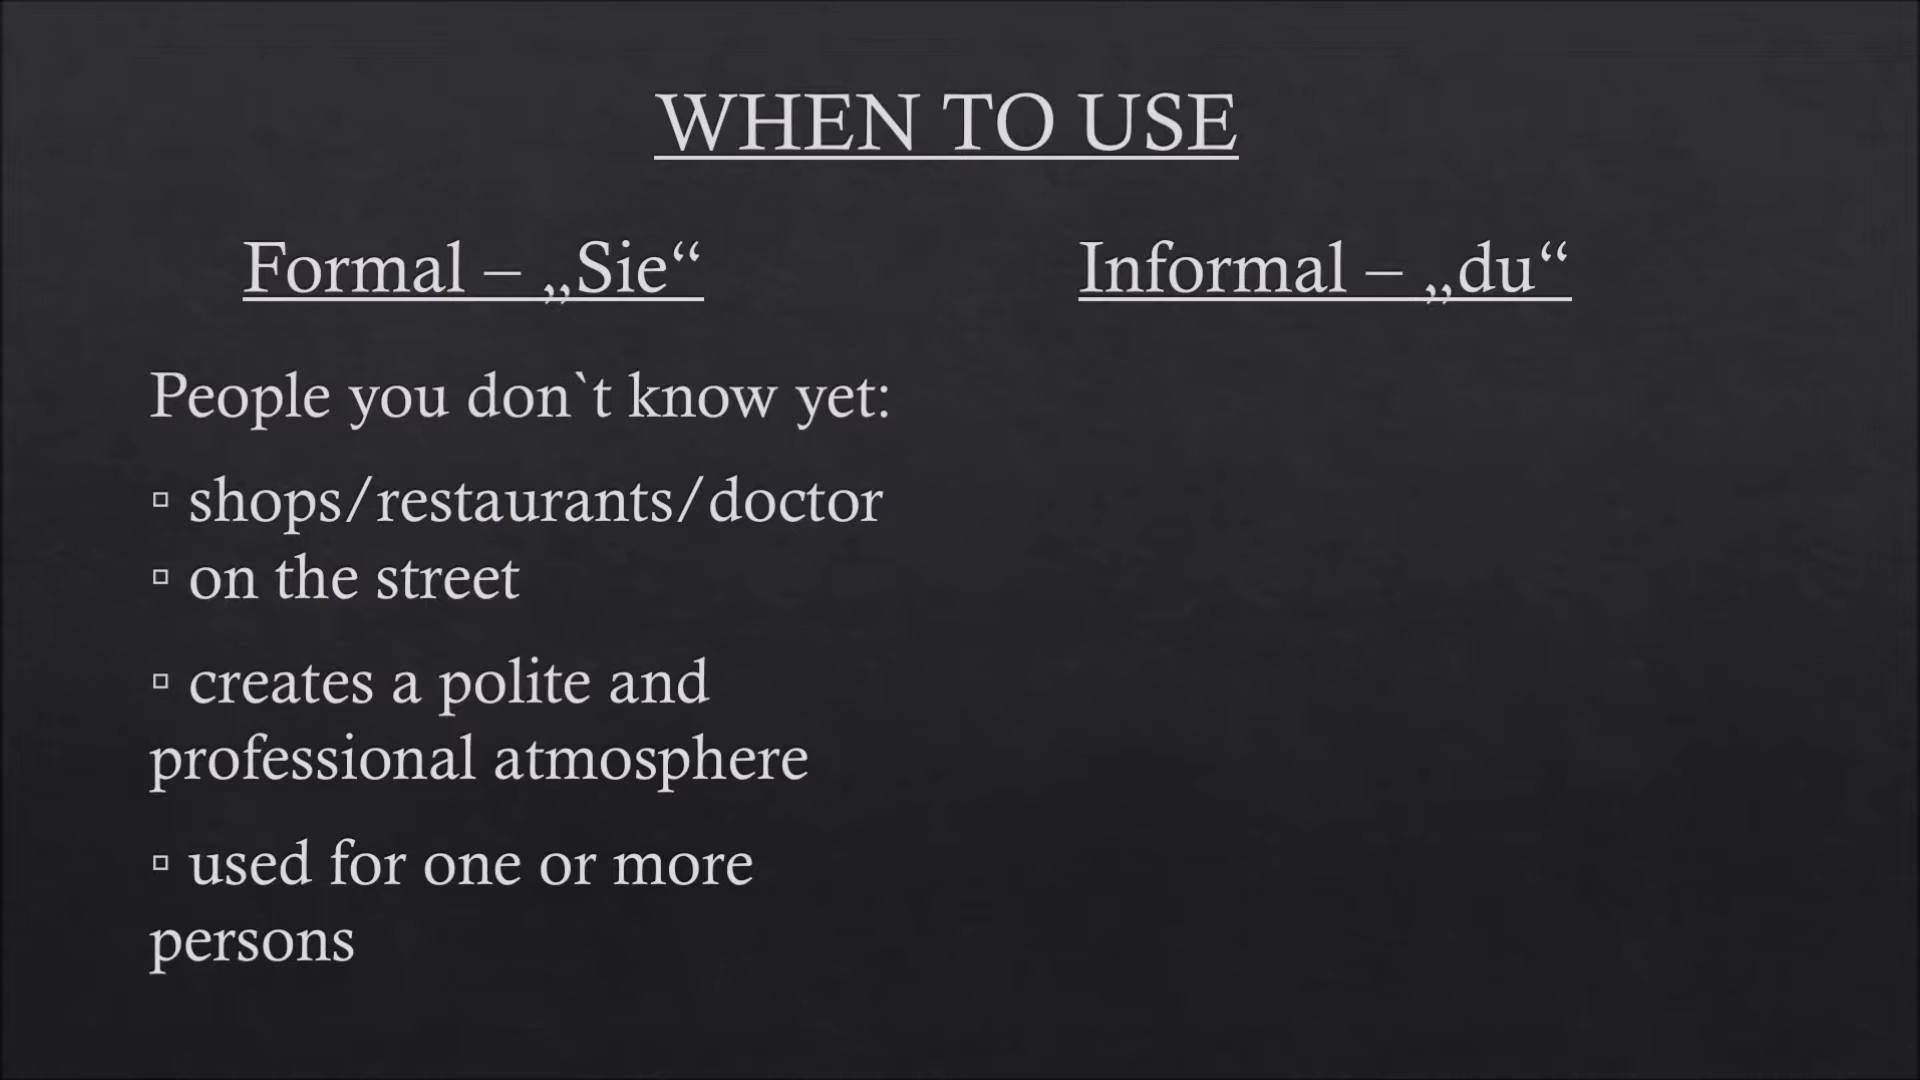 WHEN TO USE
Formal – „Sie“
Informal – „du“
People you don`t know yet:
▫ shops/restaurants/doctor
▫ on the street
▫ creates a polite and
professional atmosphere
▫ used for one or more
persons